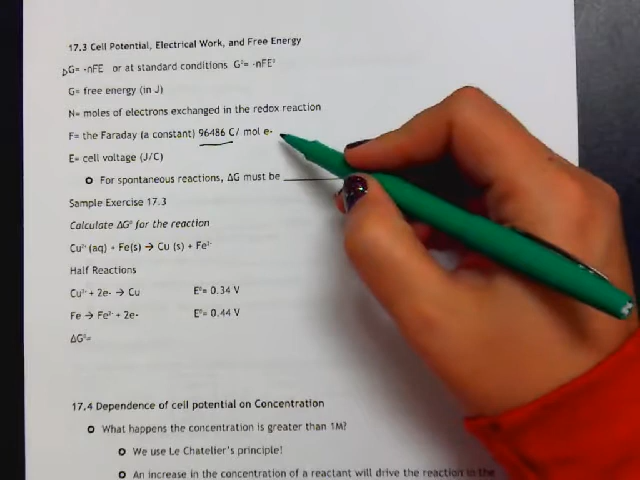 17.3 Cell Potential, Electrical Work, and Free Energy
ΔG= -nFE or at standard conditions G°= -nFE°
G= free energy (in J)
N= moles of electrons exchanged in the redox reaction
F= the Faraday (a constant) 96486 C/ mol e-
E= cell voltage (J/C)
o For spontaneous reactions, ΔG must be ________
Sample Exercise 17.3
Calculate ΔG° for the reaction
Cu²⁺ (aq) + Fe(s) → Cu (s) + Fe²⁺
Half Reactions
Cu²⁺ + 2e- → Cu E°= 0.34 V
Fe → Fe²⁺ + 2e- E°= 0.44 V
ΔG°=
17.4 Dependence of cell potential on Concentration
o What happens the concentration is greater than 1M?
o We use Le Chatelier's principle!
o An increase in the concentration of a reactant will drive the reaction to the